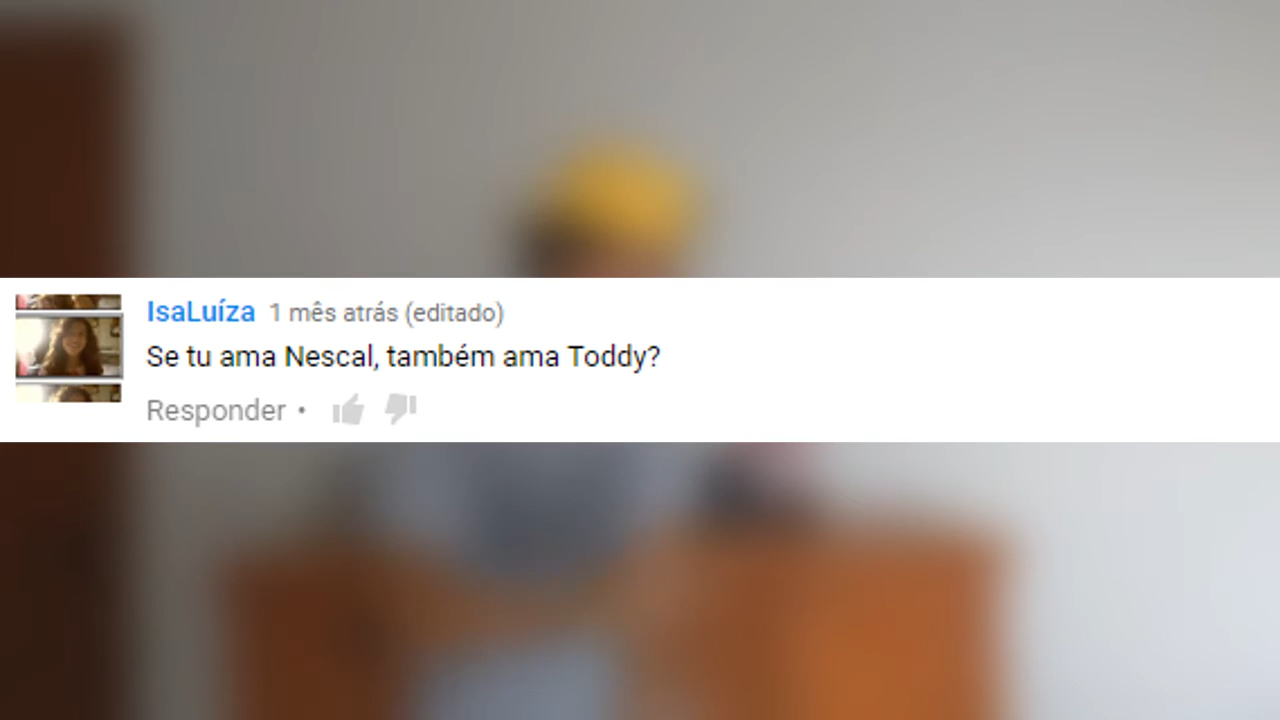 IsaLuíza 1 mês atrás (editado)
Se tu ama Nescal, também ama Toddy?
Responder •